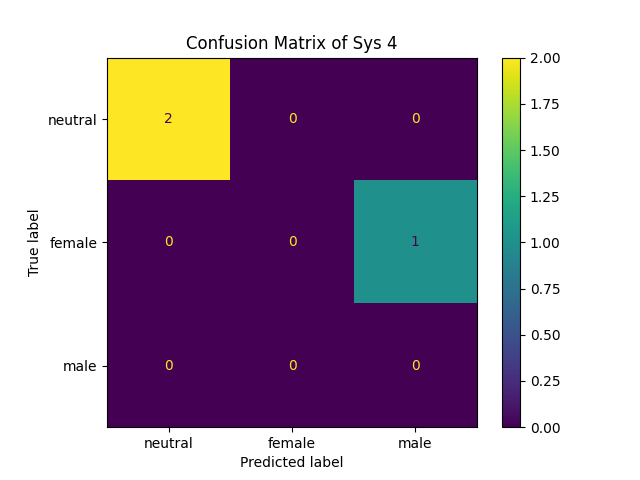 Confusion Matrix of Sys 4
True label
neutral 2 0 0
female 0 0 1
male 0 0 0
neutral female male
Predicted label
2.00
1.75
1.50
1.25
1.00
0.75
0.50
0.25
0.00